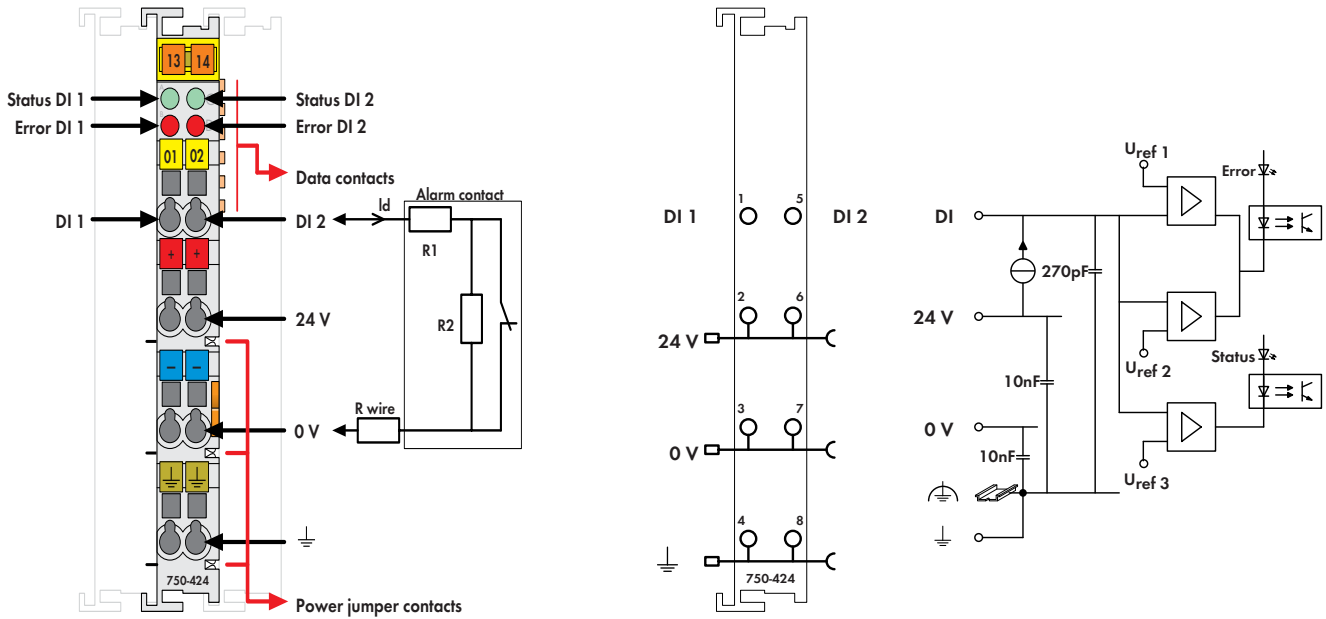 13 14
Status DI 1
Status DI 2
Error DI 1
Error DI 2
01 02
Data contacts
DI 1
DI 2
Id
Alarm contact
R1
R2
+ +
24 V
– –
R wire
0 V
750-424
Power jumper contacts
DI 1
1
5
DI 2
2
6
24 V
3
7
0 V
4
8
750-424
Uref 1
Error
DI
270pF
24 V
Uref 2
Status
10nF
0 V
10nF
Uref 3